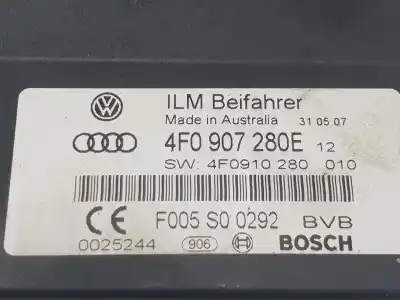 ILM Beifahrer
Made in Australia 31 05 07
4F0 907 280E 12
SW: 4F0910 280 010
CE F005 S0 0292 BVB
0025244 906 BOSCH